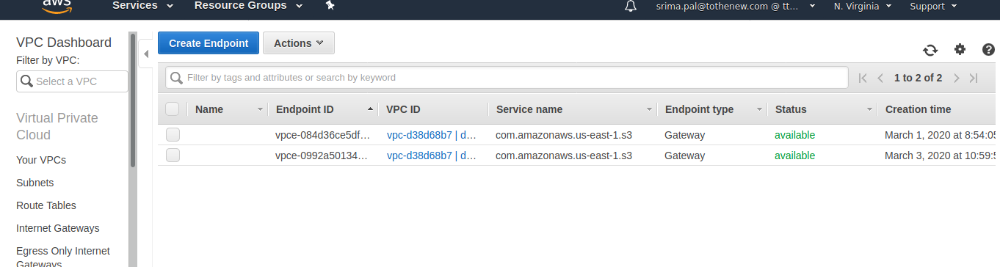 aws Services Resource Groups srima.pal@tothenew.com @ tt... N. Virginia Support
VPC Dashboard
Filter by VPC:
Select a VPC
Virtual Private
Cloud
Your VPCs
Subnets
Route Tables
Internet Gateways
Egress Only Internet
Gateways
Create Endpoint Actions
Filter by tags and attributes or search by keyword 1 to 2 of 2
Name Endpoint ID VPC ID Service name Endpoint type Status Creation time
vpce-084d36ce5df... vpc-d38d68b7 | d... com.amazonaws.us-east-1.s3 Gateway available March 1, 2020 at 8:54:05
vpce-0992a50134... vpc-d38d68b7 | d... com.amazonaws.us-east-1.s3 Gateway available March 3, 2020 at 10:59:5